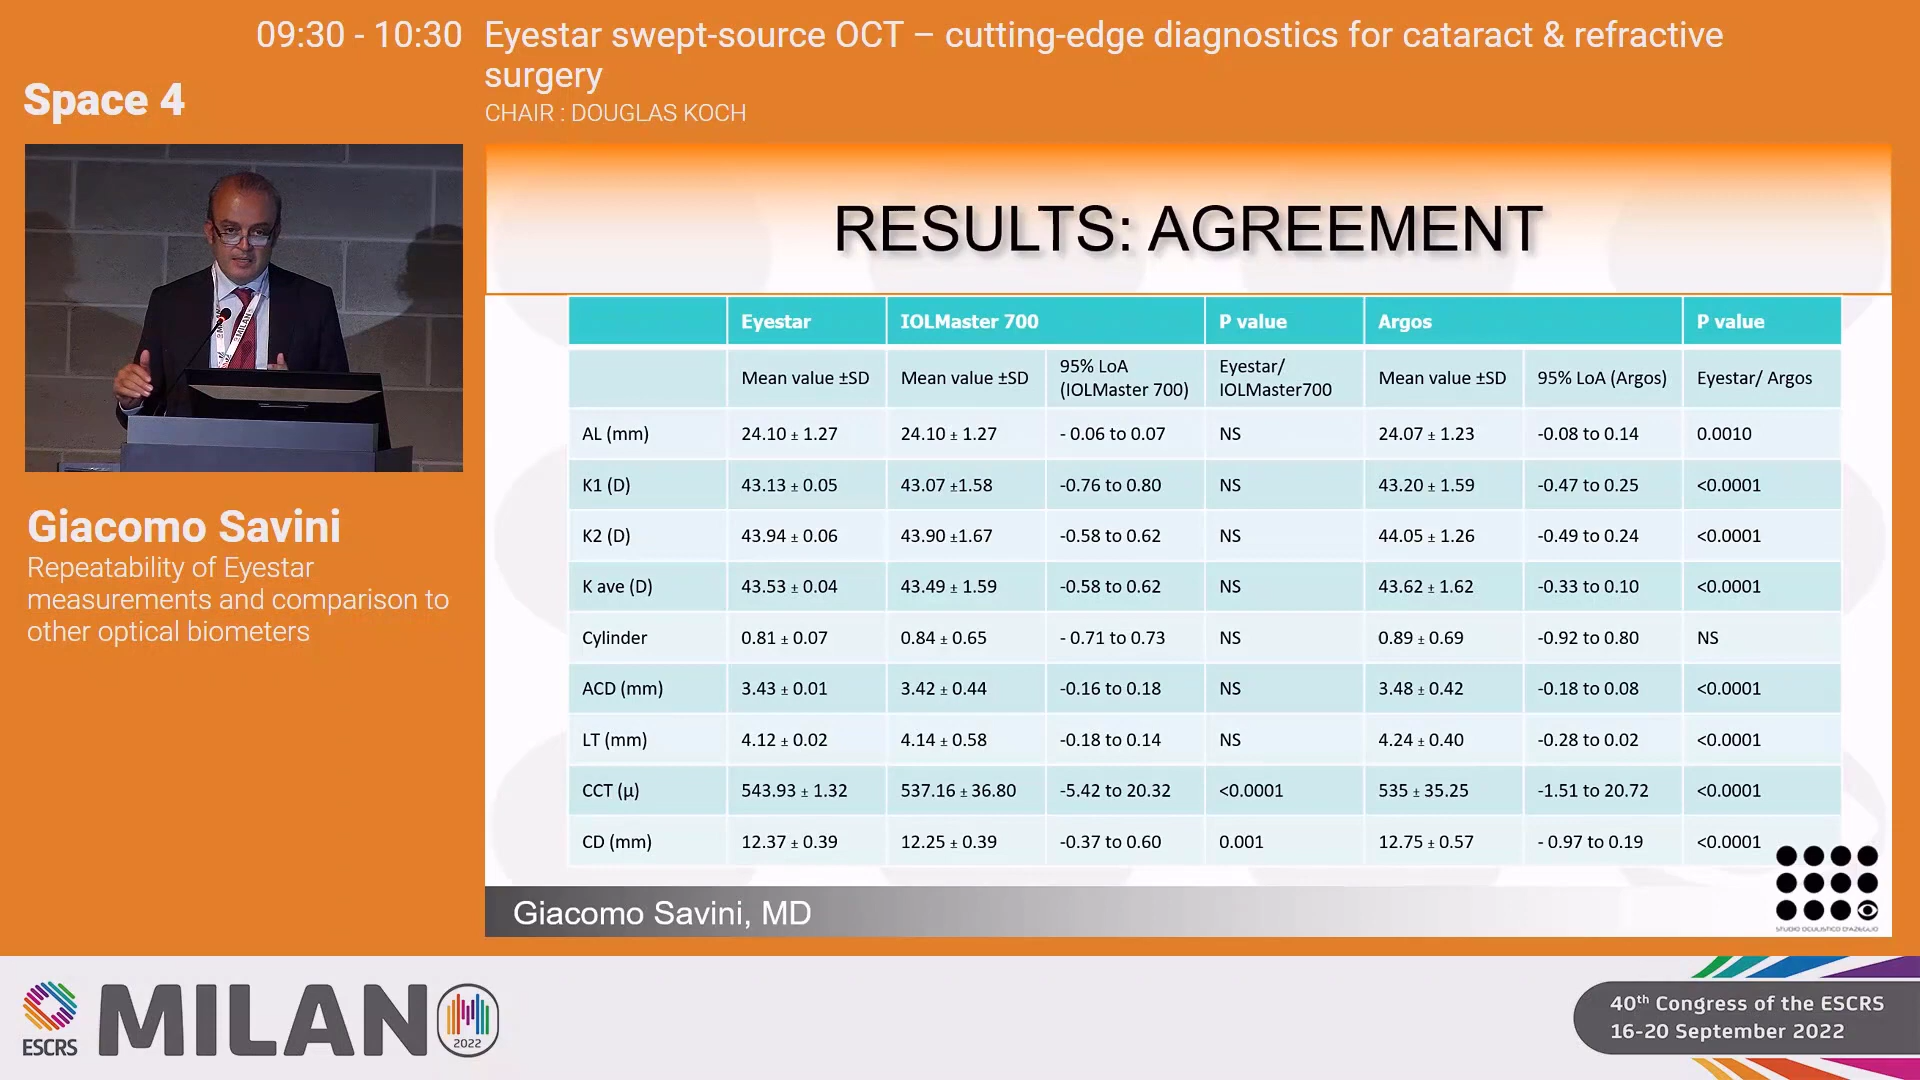 09:30 - 10:30 Eyestar swept-source OCT – cutting-edge diagnostics for cataract & refractive
surgery
Space 4
CHAIR : DOUGLAS KOCH
RESULTS: AGREEMENT
Eyestar IOLMaster 700 P value Argos P value
Mean value ±SD Mean value ±SD 95% LoA (IOLMaster 700) Eyestar/ IOLMaster700 Mean value ±SD 95% LoA (Argos) Eyestar/ Argos
AL (mm) 24.10 ± 1.27 24.10 ± 1.27 - 0.06 to 0.07 NS 24.07 ± 1.23 -0.08 to 0.14 0.0010
K1 (D) 43.13 ± 0.05 43.07 ±1.58 -0.76 to 0.80 NS 43.20 ± 1.59 -0.47 to 0.25 <0.0001
K2 (D) 43.94 ± 0.06 43.90 ±1.67 -0.58 to 0.62 NS 44.05 ± 1.26 -0.49 to 0.24 <0.0001
K ave (D) 43.53 ± 0.04 43.49 ± 1.59 -0.58 to 0.62 NS 43.62 ± 1.62 -0.33 to 0.10 <0.0001
Cylinder 0.81 ± 0.07 0.84 ± 0.65 - 0.71 to 0.73 NS 0.89 ± 0.69 -0.92 to 0.80 NS
ACD (mm) 3.43 ± 0.01 3.42 ± 0.44 -0.16 to 0.18 NS 3.48 ± 0.42 -0.18 to 0.08 <0.0001
LT (mm) 4.12 ± 0.02 4.14 ± 0.58 -0.18 to 0.14 NS 4.24 ± 0.40 -0.28 to 0.02 <0.0001
CCT (μ) 543.93 ± 1.32 537.16 ± 36.80 -5.42 to 20.32 <0.0001 535 ± 35.25 -1.51 to 20.72 <0.0001
CD (mm) 12.37 ± 0.39 12.25 ± 0.39 -0.37 to 0.60 0.001 12.75 ± 0.57 - 0.97 to 0.19 <0.0001
Giacomo Savini, MD
STUDIO OCULISTICO D'AZEGLIO
Giacomo Savini
Repeatability of Eyestar
measurements and comparison to
other optical biometers
ESCRS
MILANO
2022
40th Congress of the ESCRS
16-20 September 2022